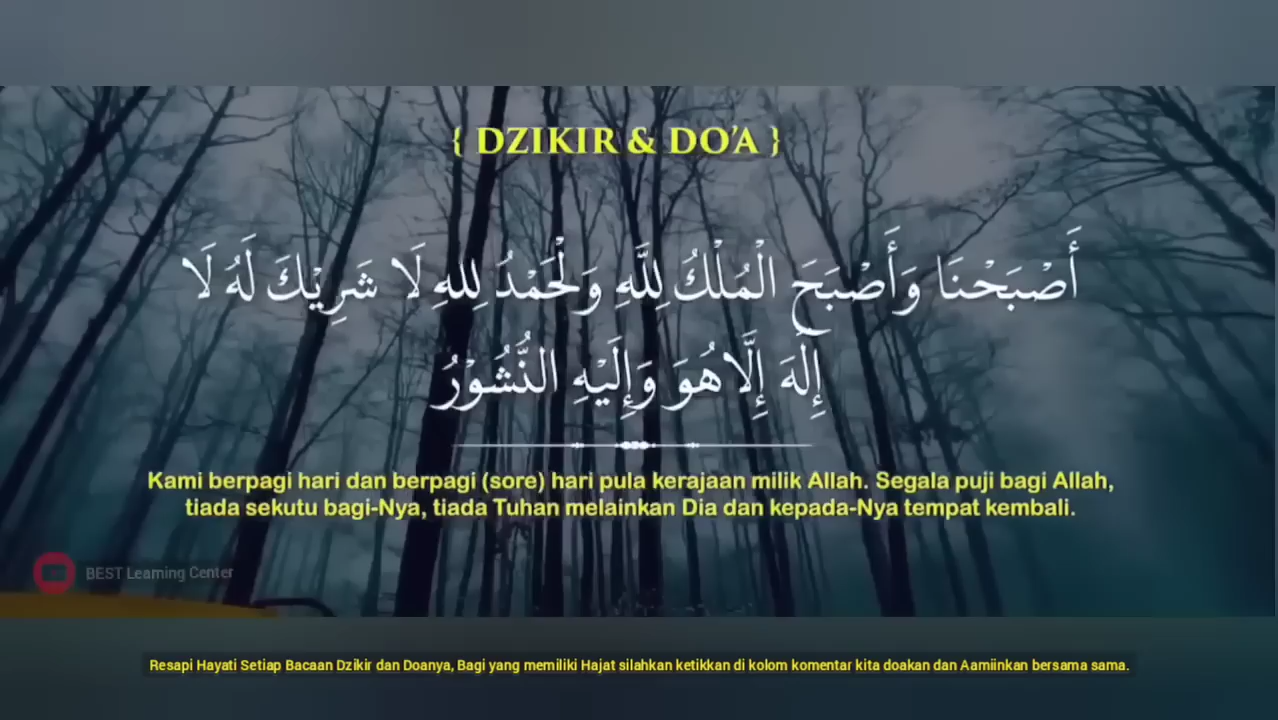 { DZIKIR & DO'A }
أَصْبَحْنَا وَأَصْبَحَ الْمُلْكُ لِلَّهِ وَلْحَمْدُ لِلهِ لَا شَرِيْكَ لَهُ لَا
إِلٰهَ إِلَّا هُوَ وَإِلَيْهِ النُّشُوْرُ
Kami berpagi hari dan berpagi (sore) hari pula kerajaan milik Allah. Segala puji bagi Allah,
tiada sekutu bagi-Nya, tiada Tuhan melainkan Dia dan kepada-Nya tempat kembali.
BEST Learning Center
Resapi Hayati Setiap Bacaan Dzikir dan Doanya, Bagi yang memiliki Hajat silahkan ketikkan di kolom komentar kita doakan dan Aamiinkan bersama sama.